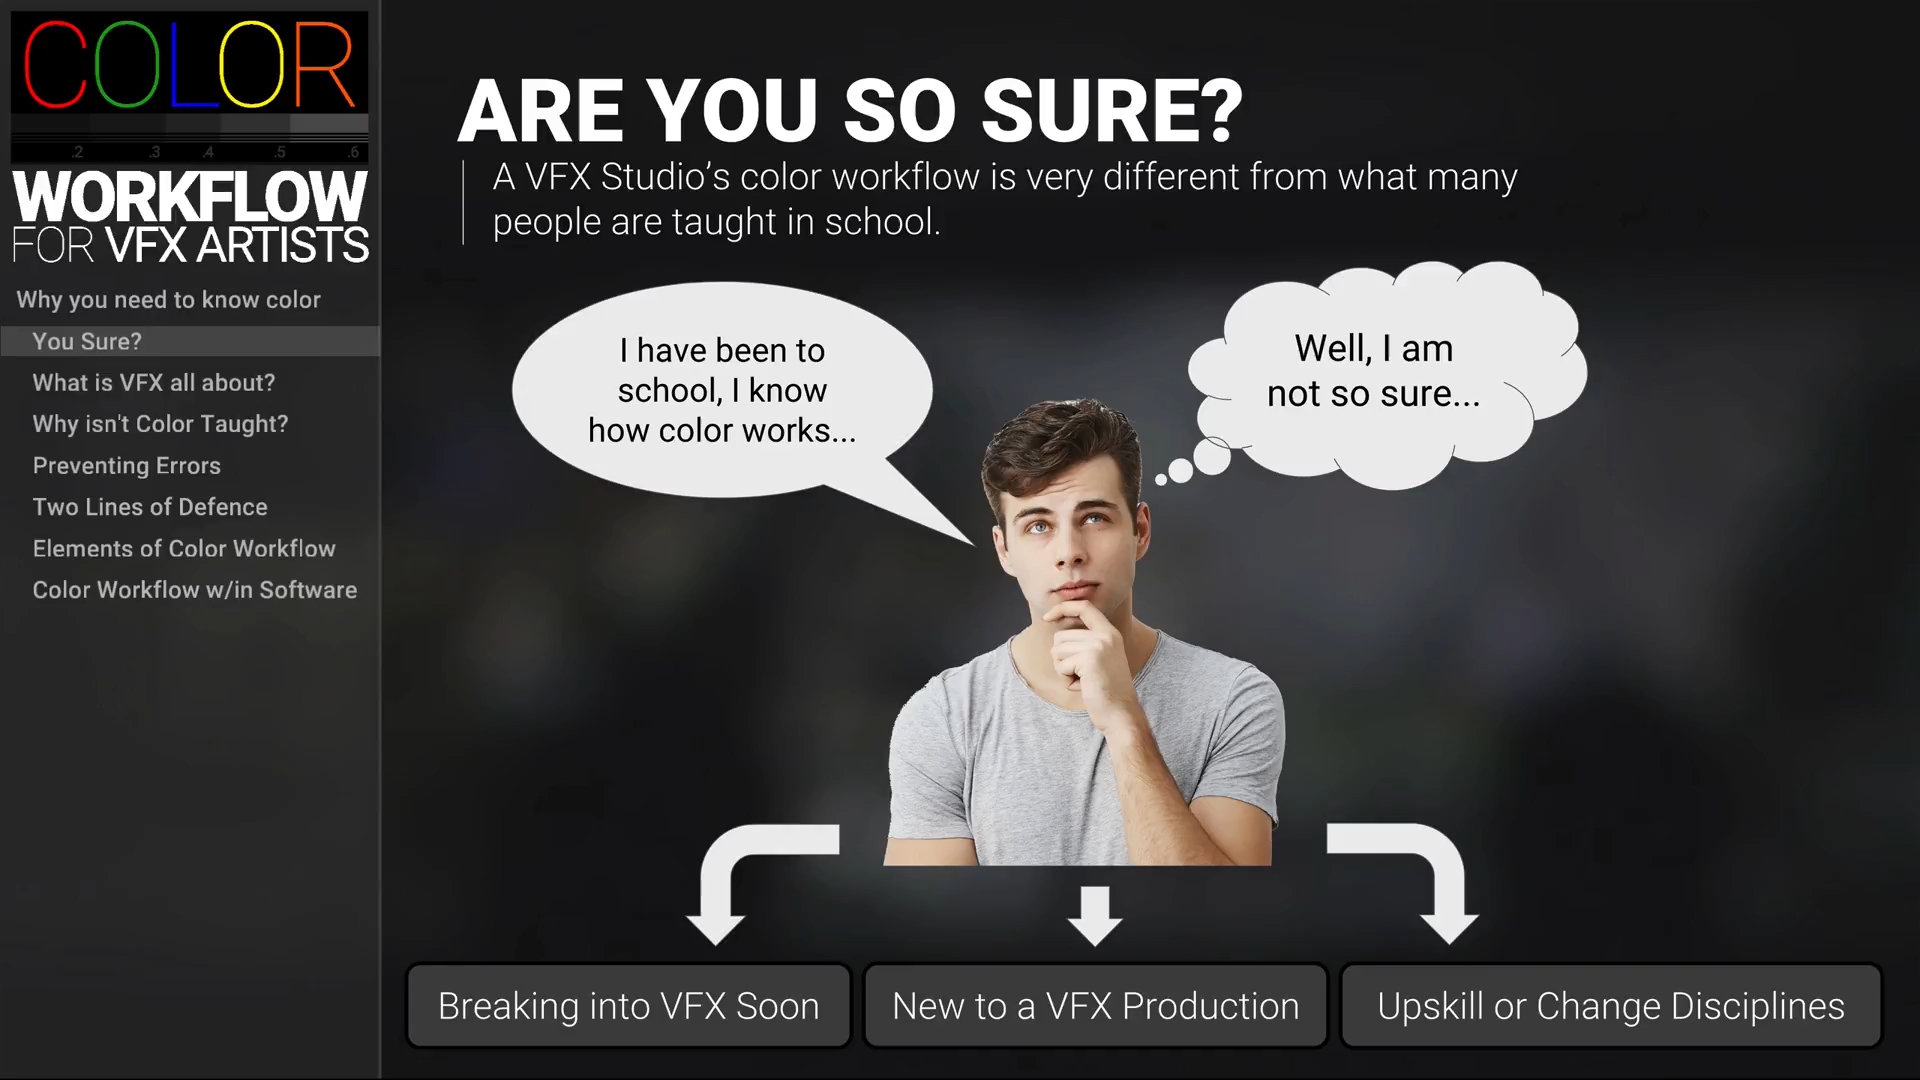 COLOR
.2 .3 .4 .5 .6
WORKFLOW
FOR VFX ARTISTS
Why you need to know color
You Sure?
What is VFX all about?
Why isn't Color Taught?
Preventing Errors
Two Lines of Defence
Elements of Color Workflow
Color Workflow w/in Software
ARE YOU SO SURE?
A VFX Studio’s color workflow is very different from what many
people are taught in school.
I have been to
school, I know
how color works...
Well, I am
not so sure...
Breaking into VFX Soon
New to a VFX Production
Upskill or Change Disciplines